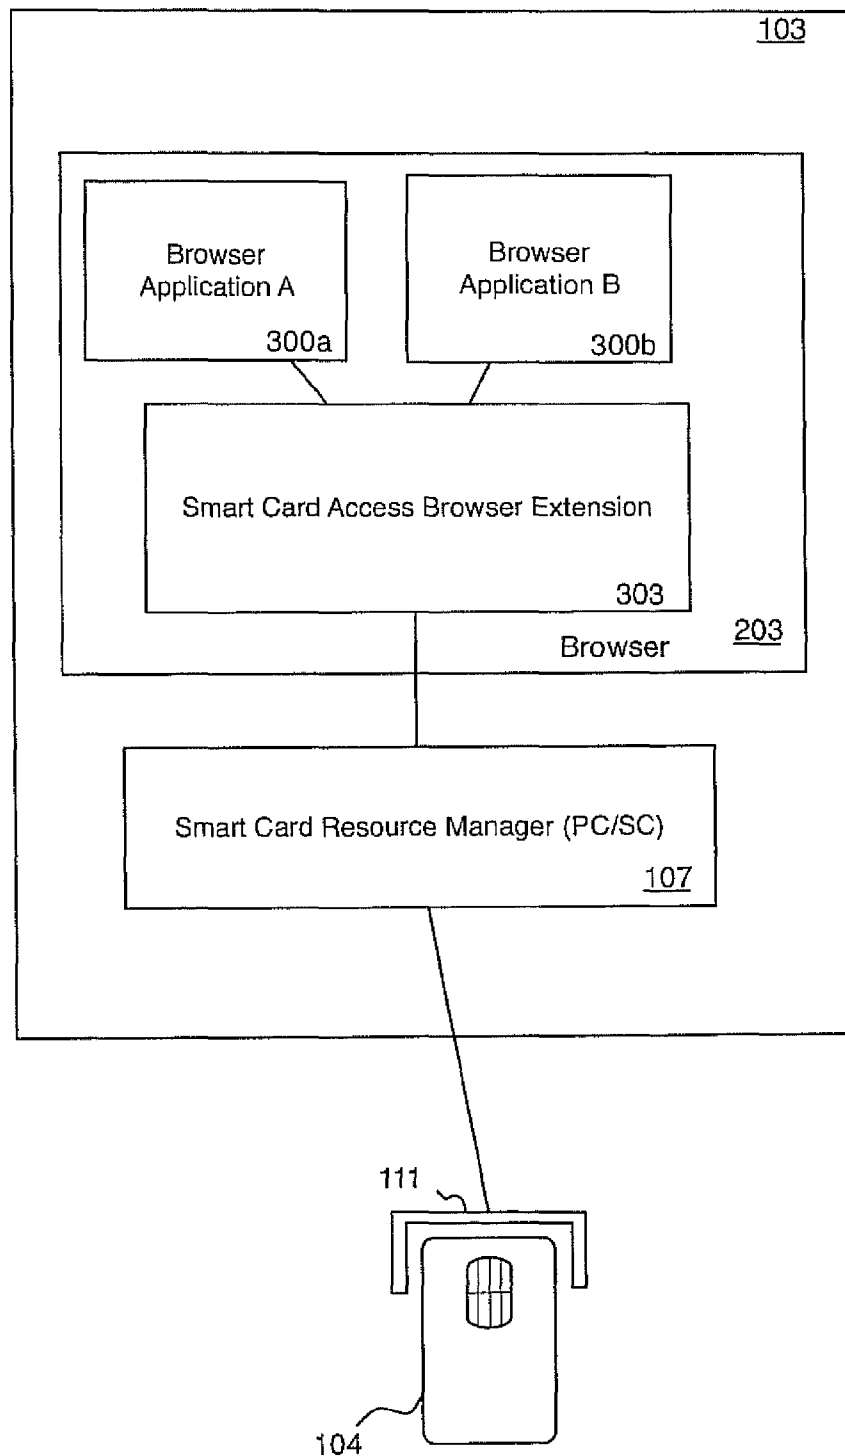 103
Browser
Application A
300a
Browser
Application B
300b
Smart Card Access Browser Extension
303
203
Browser
Smart Card Resource Manager (PC/SC)
107
111
104